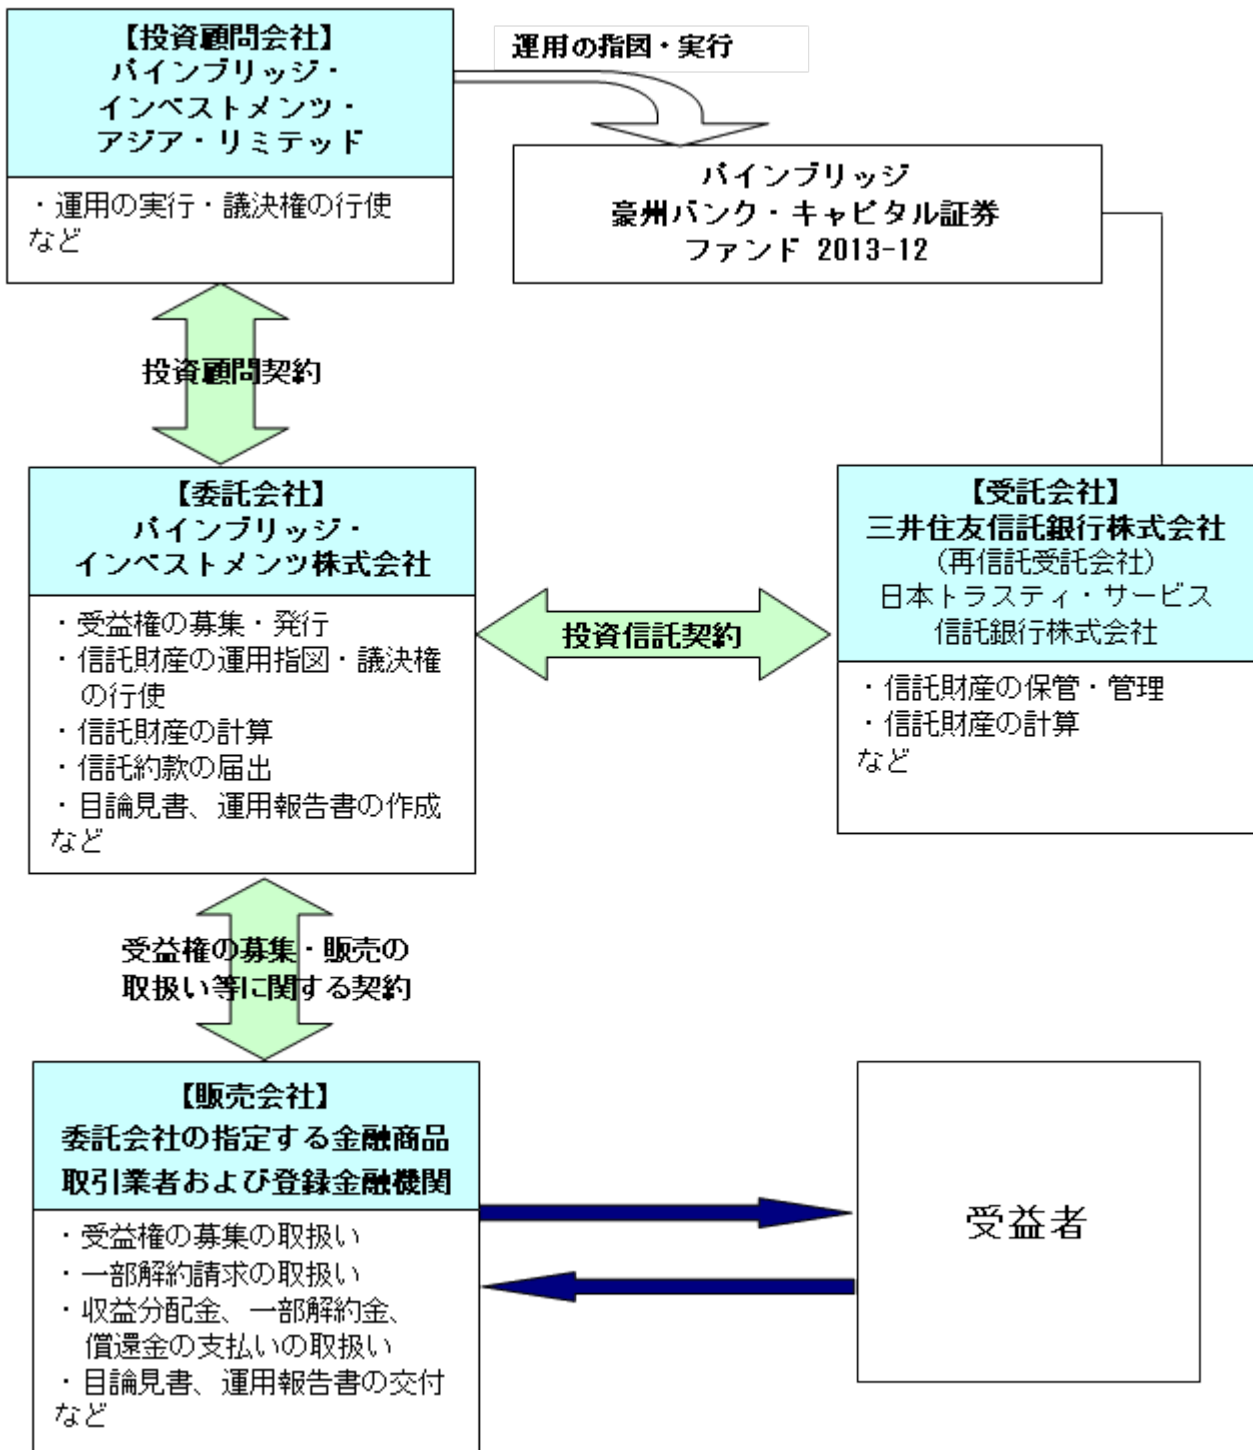 【投資顧問会社】
パインブリッジ・
インベストメンツ・
アジア・リミテッド
・運用の実行・議決権の行使
など
運用の指図・実行
パインブリッジ
豪州バンク・キャピタル証券
ファンド 2013-12
投資顧問契約
【委託会社】
パインブリッジ・
インベストメンツ株式会社
・受益権の募集・発行
・信託財産の運用指図・議決権
の行使
・信託財産の計算
・信託約款の届出
・目論見書、運用報告書の作成
など
投資信託契約
【受託会社】
三井住友信託銀行株式会社
(再信託受託会社)
日本トラスティ・サービス
信託銀行株式会社
・信託財産の保管・管理
・信託財産の計算
など
受益権の募集・販売の
取扱い等に関する契約
【販売会社】
委託会社の指定する金融商品
取引業者および登録金融機関
・受益権の募集の取扱い
・一部解約請求の取扱い
・収益分配金、一部解約金、
償還金の支払いの取扱い
・目論見書、運用報告書の交付
など
受益者